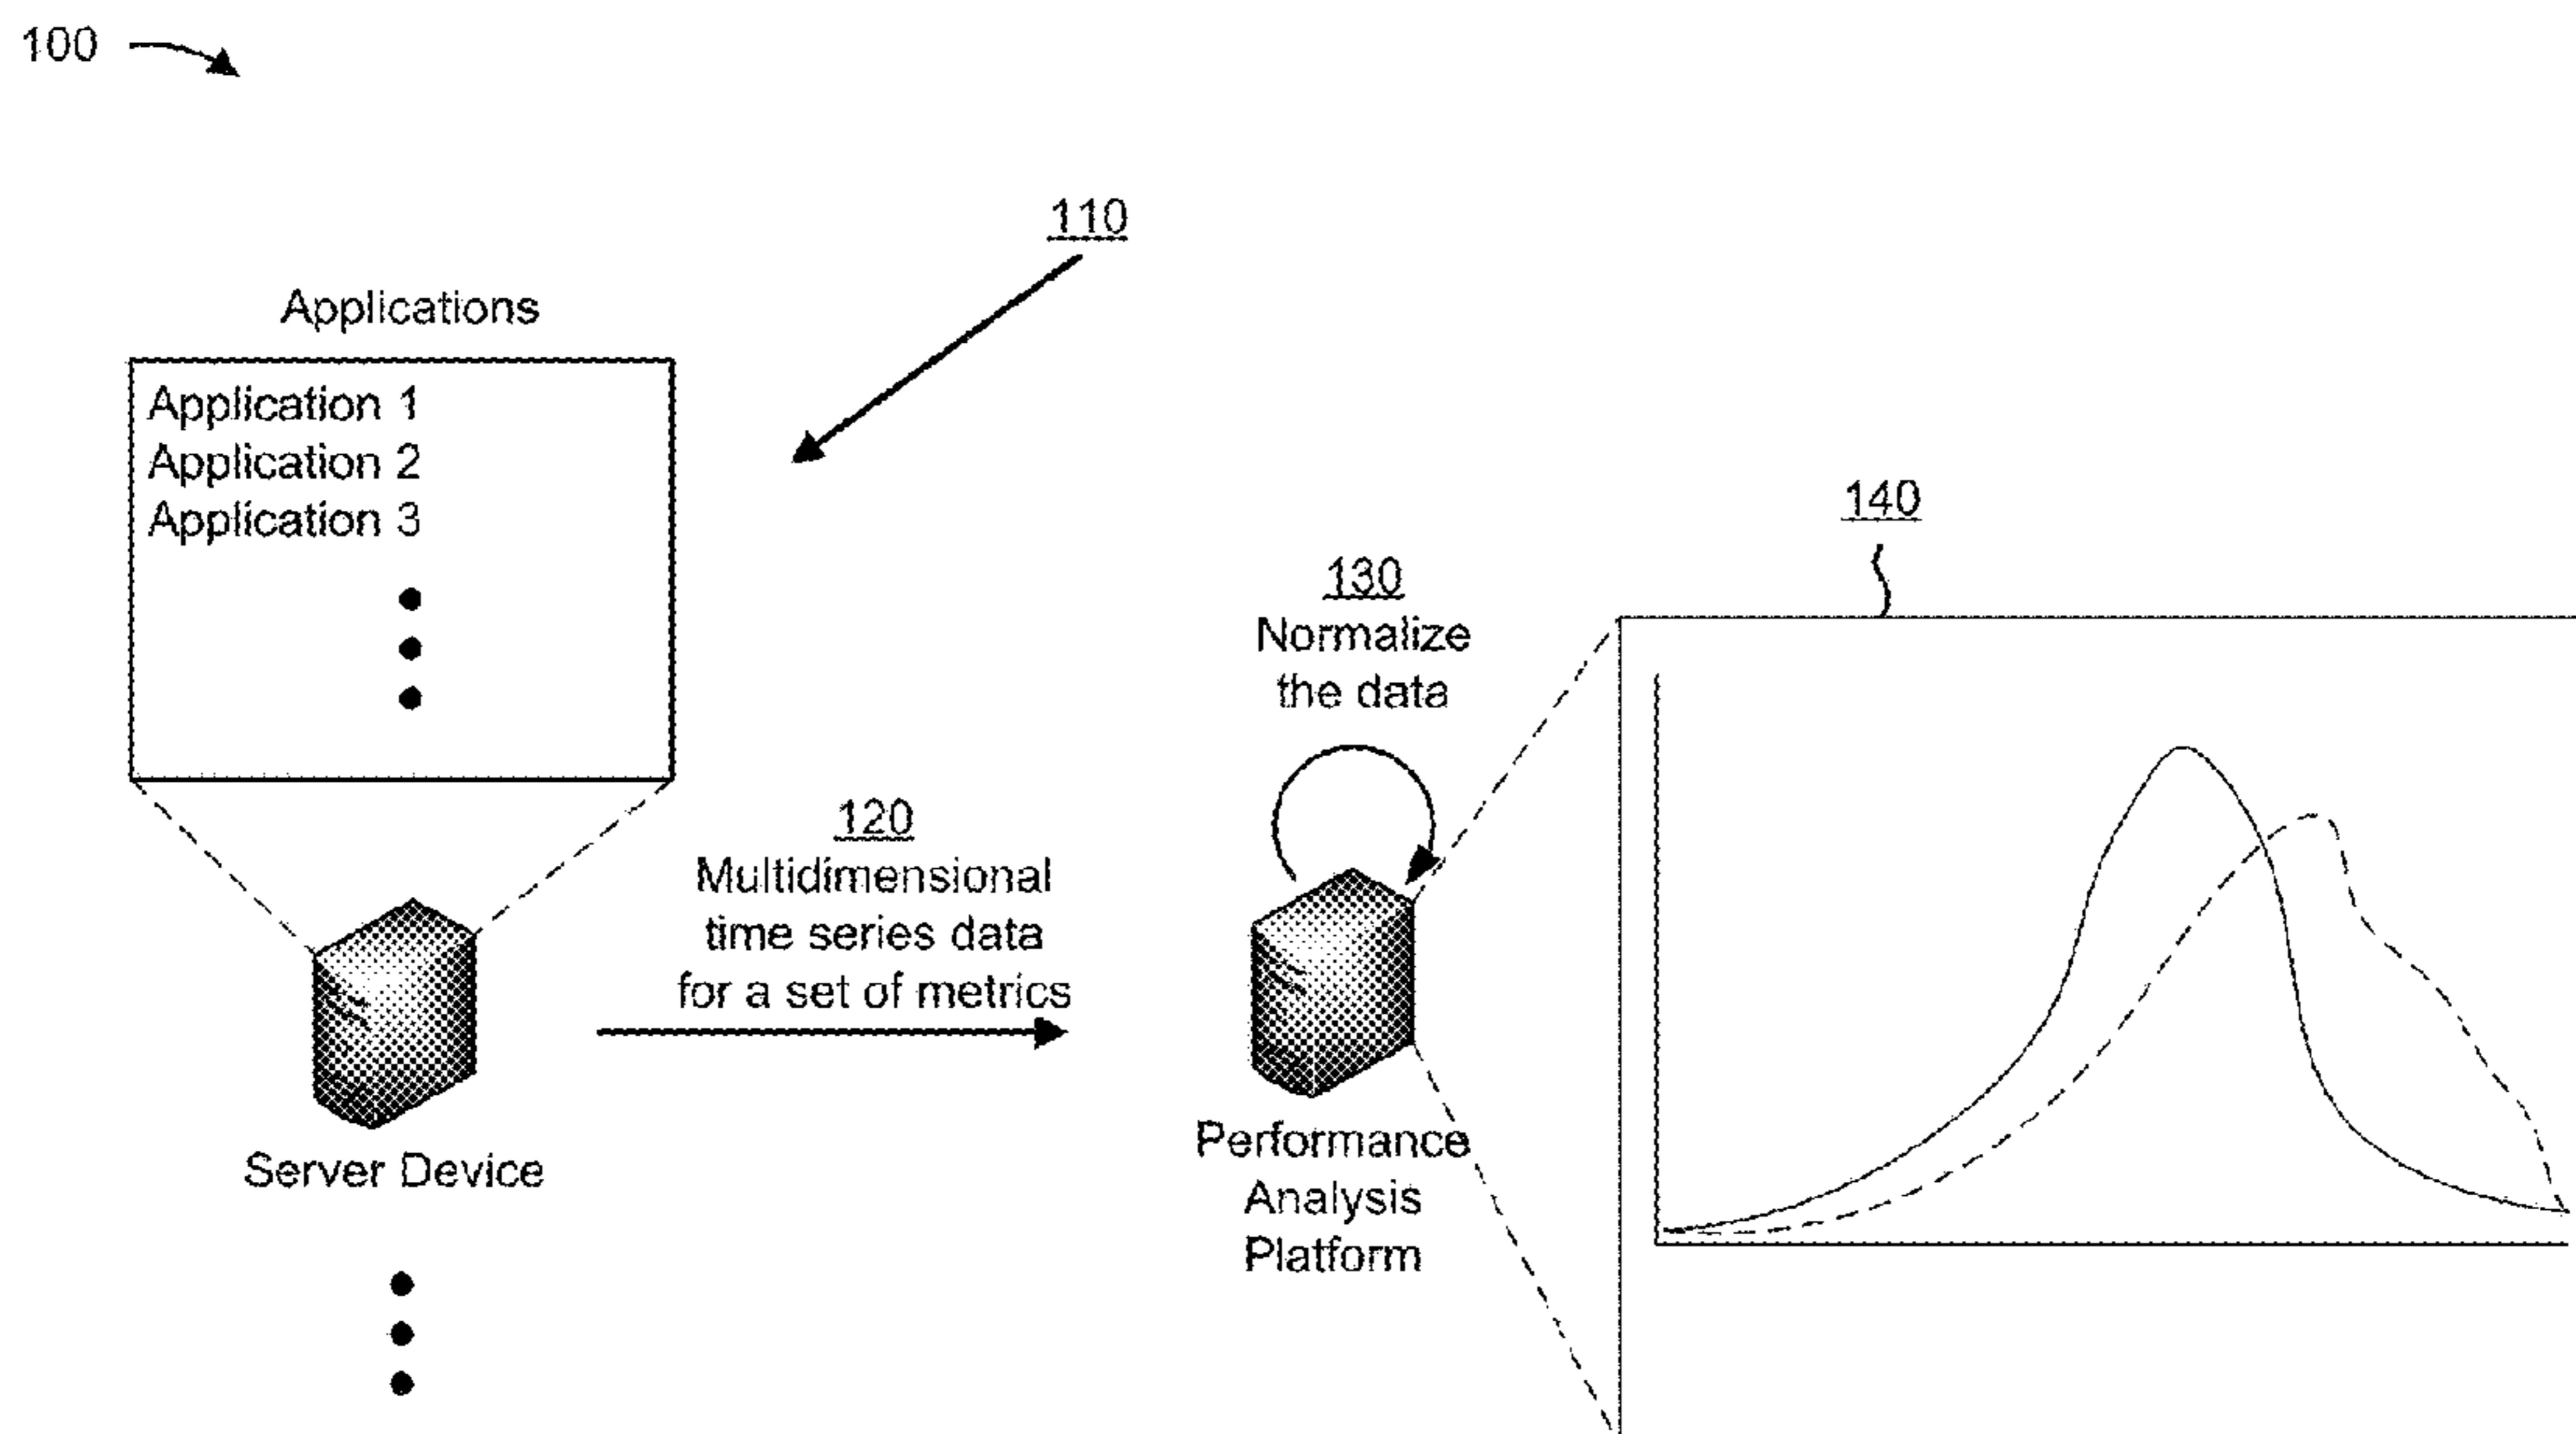 100
110
Applications
Application 1
Application 2
Application 3
120
Multidimensional
time series data
for a set of metrics
Server Device
130
Normalize
the data
Performance
Analysis
Platform
140